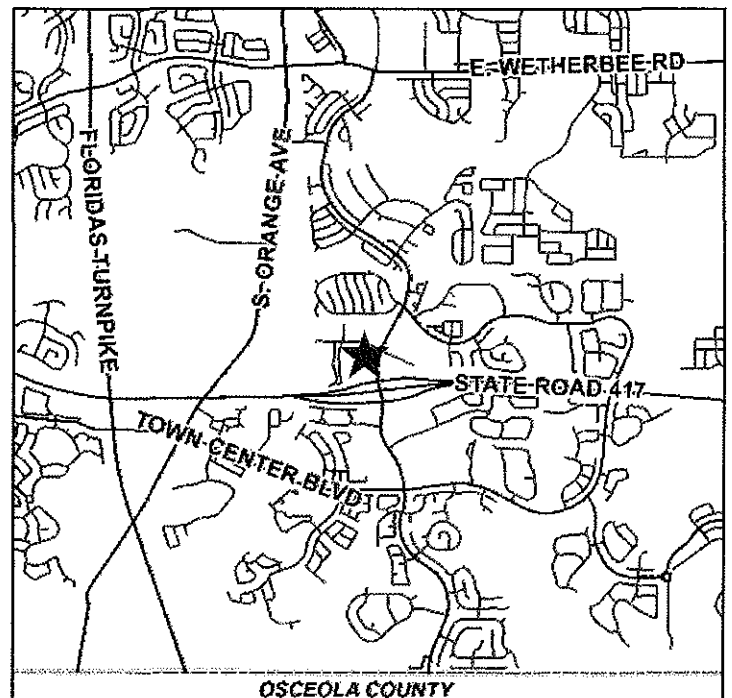 E. WETHERBEE RD
FLORIDAS TURNPIKE
S. ORANGE AVE
STATE ROAD 417
TOWN CENTER BLVD
OSCEOLA COUNTY